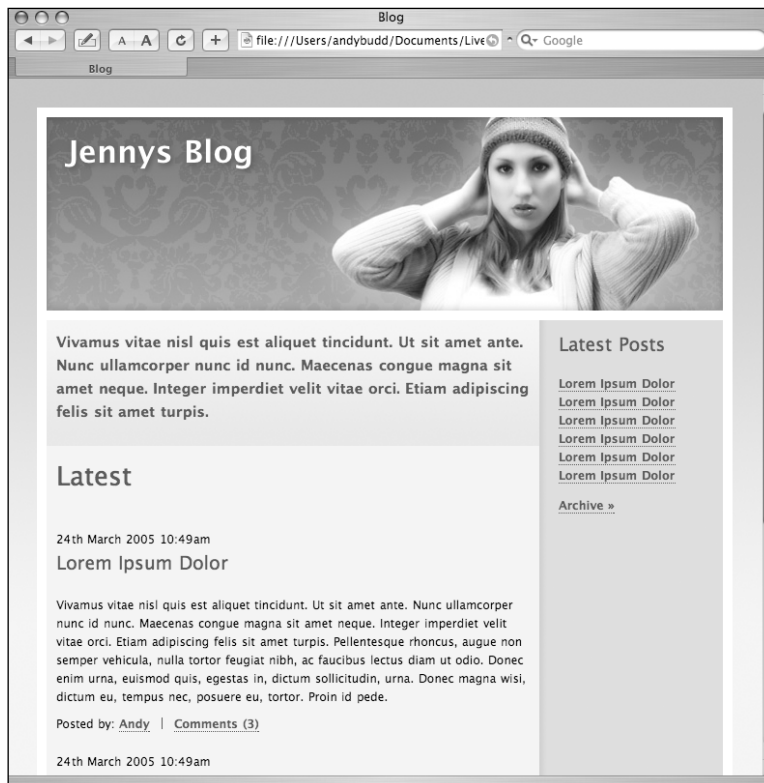 Blog
A A
+
file:///Users/andybudd/Documents/Live
Google
Blog
Jennys Blog
Vivamus vitae nisl quis est aliquet tincidunt. Ut sit amet ante.
Nunc ullamcorper nunc id nunc. Maecenas congue magna sit
amet neque. Integer imperdiet velit vitae orci. Etiam adipiscing
felis sit amet turpis.
Latest
24th March 2005 10:49am
Lorem Ipsum Dolor
Vivamus vitae nisl quis est aliquet tincidunt. Ut sit amet ante. Nunc ullamcorper
nunc id nunc. Maecenas congue magna sit amet neque. Integer imperdiet velit
vitae orci. Etiam adipiscing felis sit amet turpis. Pellentesque rhoncus, augue non
semper vehicula, nulla tortor feugiat nibh, ac faucibus lectus diam ut odio. Donec
enim urna, euismod quis, egestas in, dictum sollicitudin, urna. Donec magna wisi,
dictum eu, tempus nec, posuere eu, tortor. Proin id pede.
Posted by: Andy | Comments (3)
24th March 2005 10:49am
Latest Posts
Lorem Ipsum Dolor
Lorem Ipsum Dolor
Lorem Ipsum Dolor
Lorem Ipsum Dolor
Lorem Ipsum Dolor
Lorem Ipsum Dolor
Archive »